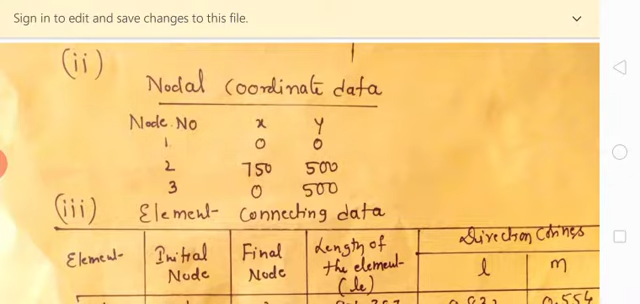 Sign in to edit and save changes to this file.
(ii)
Nodal coordinate data
Node. No x y
1 0 0
2 750 500
3 0 500
(iii) Element- Connecting data
Element- Initial Node Final Node Length of the element- (le) Direction Cosines
l m
0.554